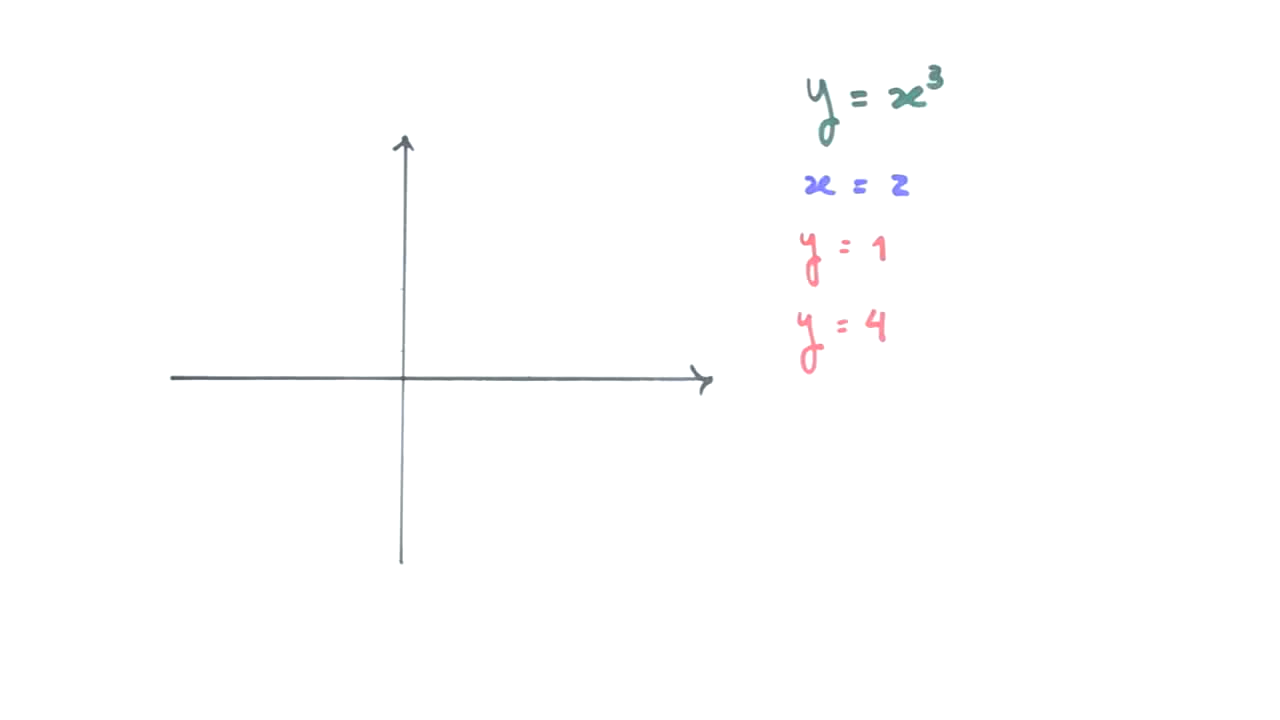 y = x³
x = 2
y = 1
y = 4